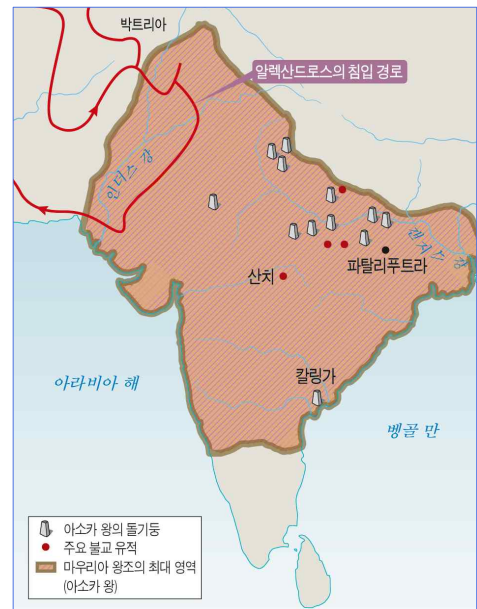 박트리아
알렉산드로스의 침입 경로
인더스 강
갠지스 강
파탈리푸트라
산치
아라비아 해
칼링가
벵골 만
아소카 왕의 돌기둥
주요 불교 유적
마우리아 왕조의 최대 영역
(아소카 왕)